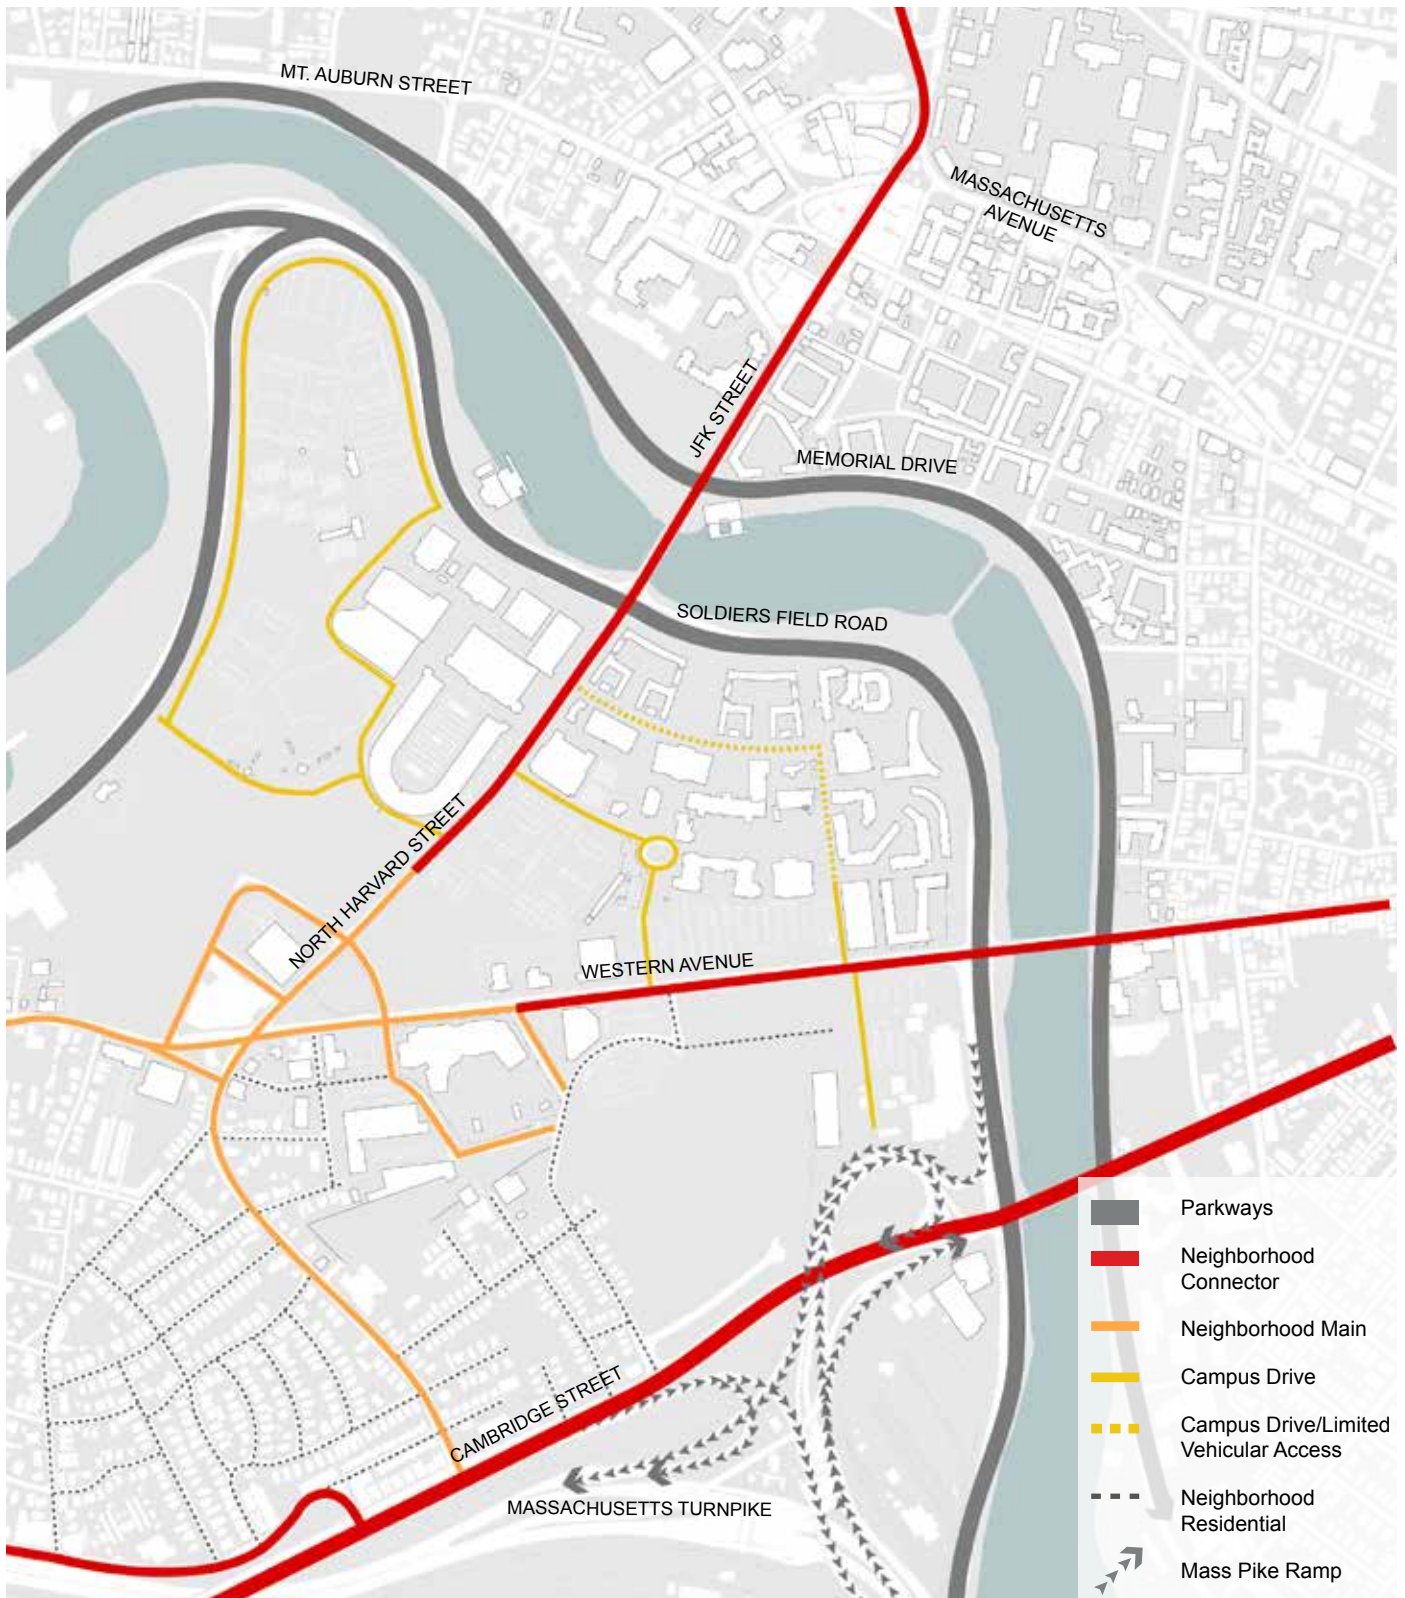 MT. AUBURN STREET
MASSACHUSETTS
AVENUE
JFK STREET
MEMORIAL DRIVE
SOLDIERS FIELD ROAD
NORTH HARVARD STREET
WESTERN AVENUE
CAMBRIDGE STREET
MASSACHUSETTS TURNPIKE
Parkways
Neighborhood
Connector
Neighborhood Main
Campus Drive
Campus Drive/Limited
Vehicular Access
Neighborhood
Residential
Mass Pike Ramp